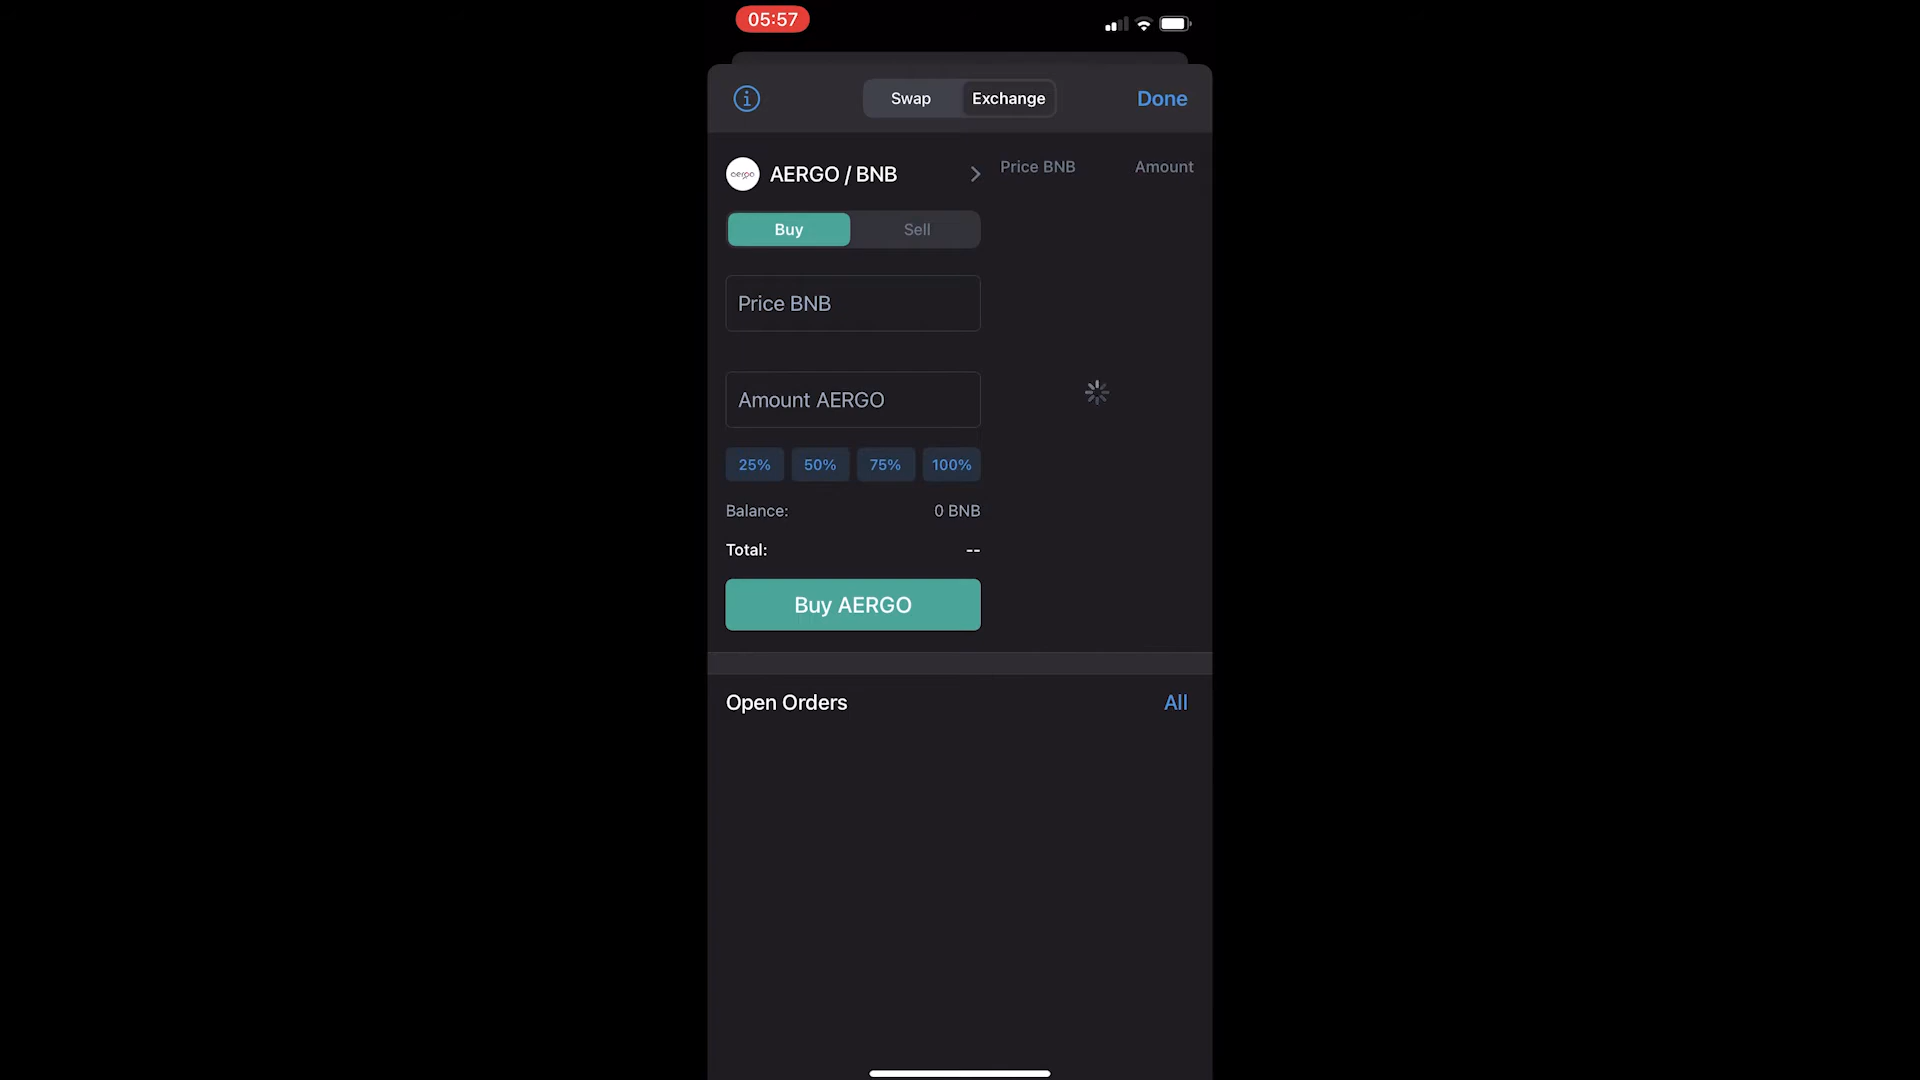 05:57
Swap Exchange Done
aergo AERGO / BNB Price BNB Amount
Buy Sell
Price BNB
Amount AERGO
25% 50% 75% 100%
Balance: 0 BNB
Total: --
Buy AERGO
Open Orders All